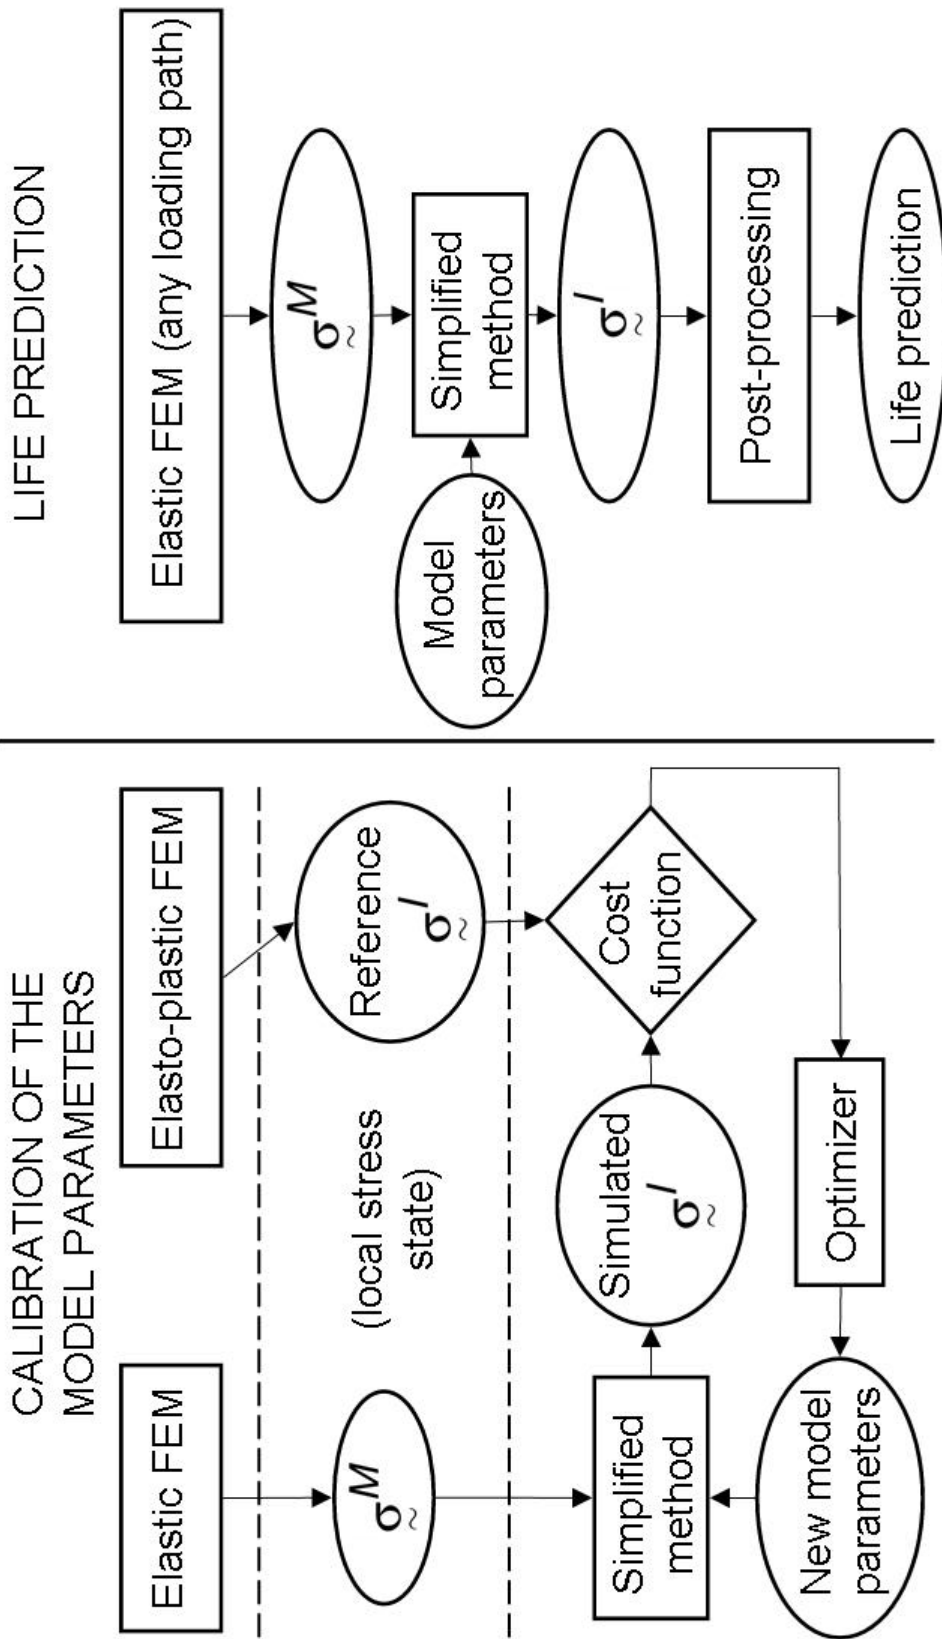 CALIBRATION OF THE
MODEL PARAMETERS
Elastic FEM
Elasto-plastic FEM
σ^M
~
(local stress
state)
Reference
σ^I
~
Simplified
method
Simulated
σ^I
~
Cost
function
New model
parameters
Optimizer
LIFE PREDICTION
Elastic FEM (any loading path)
σ^M
~
Model
parameters
Simplified
method
σ^I
~
Post-processing
Life prediction